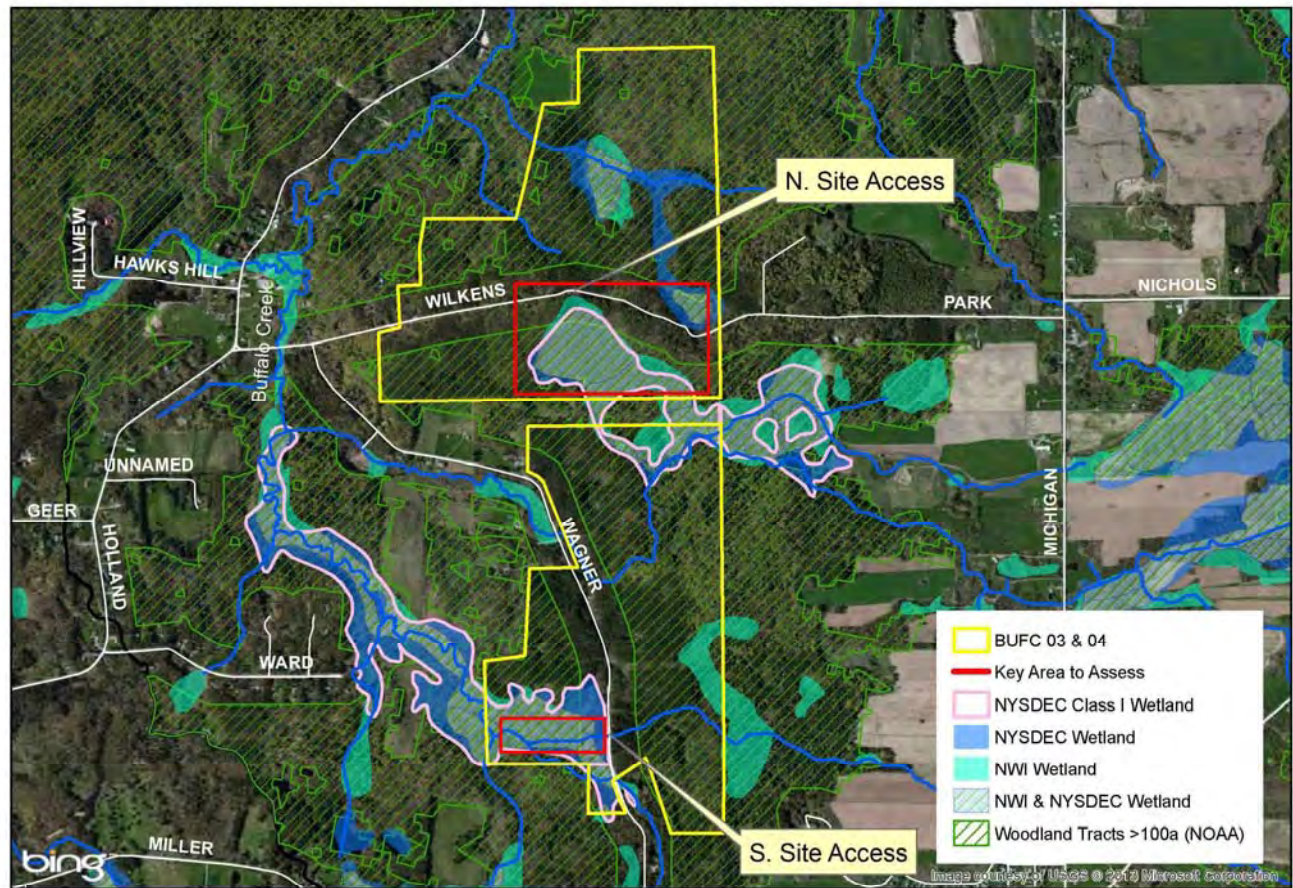 N. Site Access
HILLVIEW
HAWKS HILL
Buffalo Creek
WILKENS
PARK
NICHOLS
UNNAMED
GEER
HOLLAND
WAGNER
MICHIGAN
WARD
BUFC 03 & 04
Key Area to Assess
NYSDEC Class I Wetland
NYSDEC Wetland
NWI Wetland
NWI & NYSDEC Wetland
Woodland Tracts >100a (NOAA)
MILLER
S. Site Access
bing
Image courtesy of USGS © 2013 Microsoft corporation